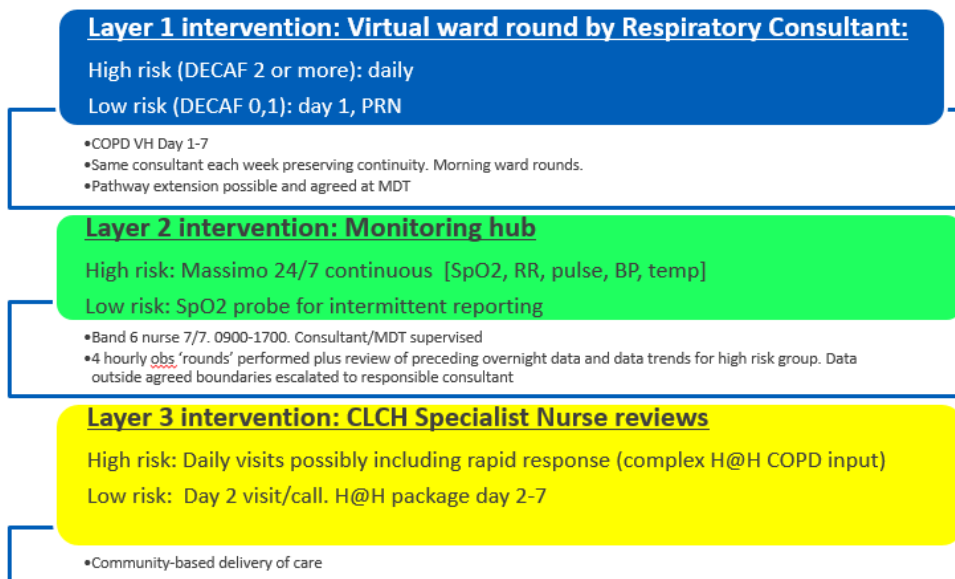 Layer 1 intervention: Virtual ward round by Respiratory Consultant:
High risk (DECAF 2 or more): daily
Low risk (DECAF 0,1): day 1, PRN
•COPD VH Day 1-7
•Same consultant each week preserving continuity. Morning ward rounds.
•Pathway extension possible and agreed at MDT
Layer 2 intervention: Monitoring hub
High risk: Massimo 24/7 continuous [SpO2, RR, pulse, BP, temp]
Low risk: SpO2 probe for intermittent reporting
•Band 6 nurse 7/7. 0900-1700. Consultant/MDT supervised
•4 hourly obs 'rounds' performed plus review of preceding overnight data and data trends for high risk group. Data
outside agreed boundaries escalated to responsible consultant
Layer 3 intervention: CLCH Specialist Nurse reviews
High risk: Daily visits possibly including rapid response (complex H@H COPD input)
Low risk: Day 2 visit/call. H@H package day 2-7
•Community-based delivery of care